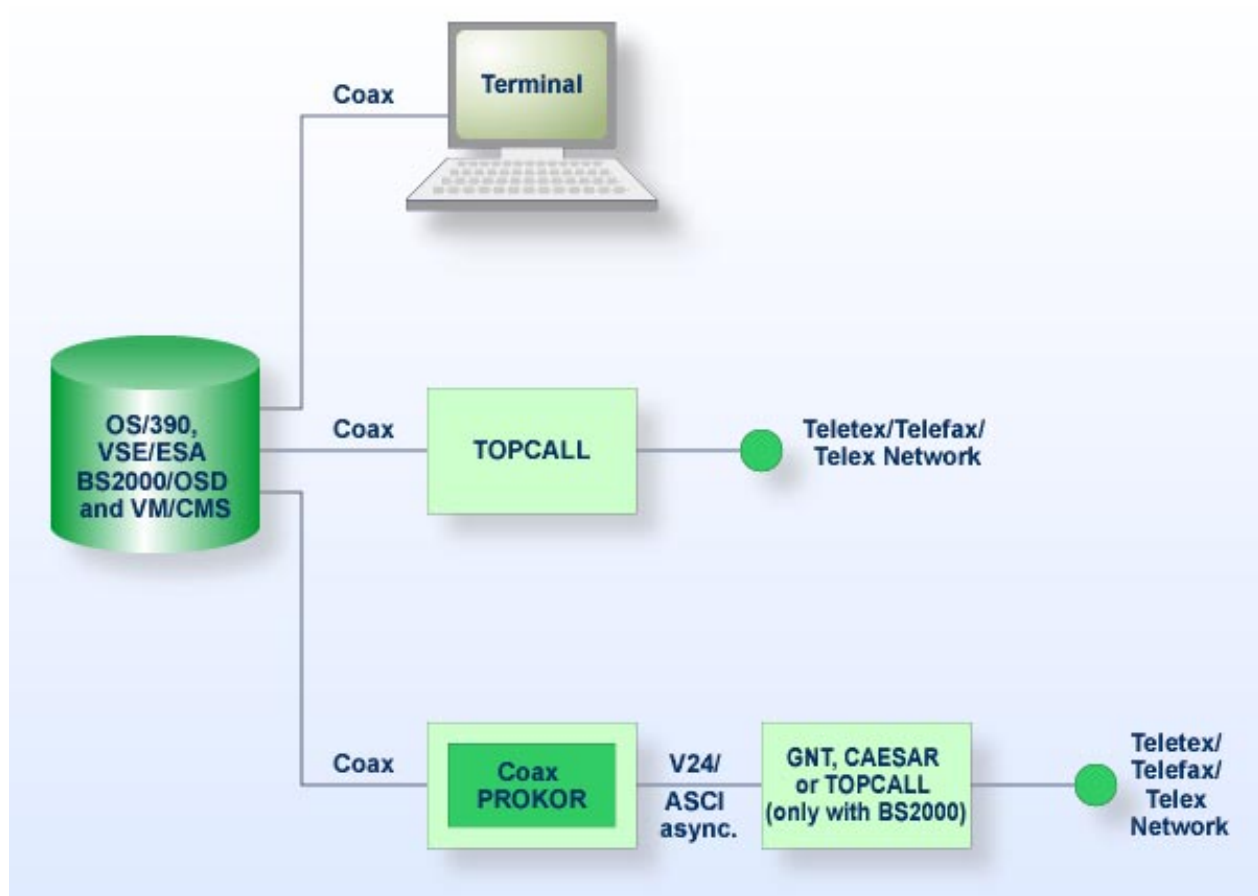 Terminal
Coax
OS/390,
VSE/ESA
BS2000/OSD
and VM/CMS
Coax
TOPCALL
Teletex/Telefax/
Telex Network
Coax
Coax
PROKOR
V24/
ASCI
async.
GNT, CAESAR
or TOPCALL
(only with BS2000)
Teletex/
Telefax/
Telex
Network